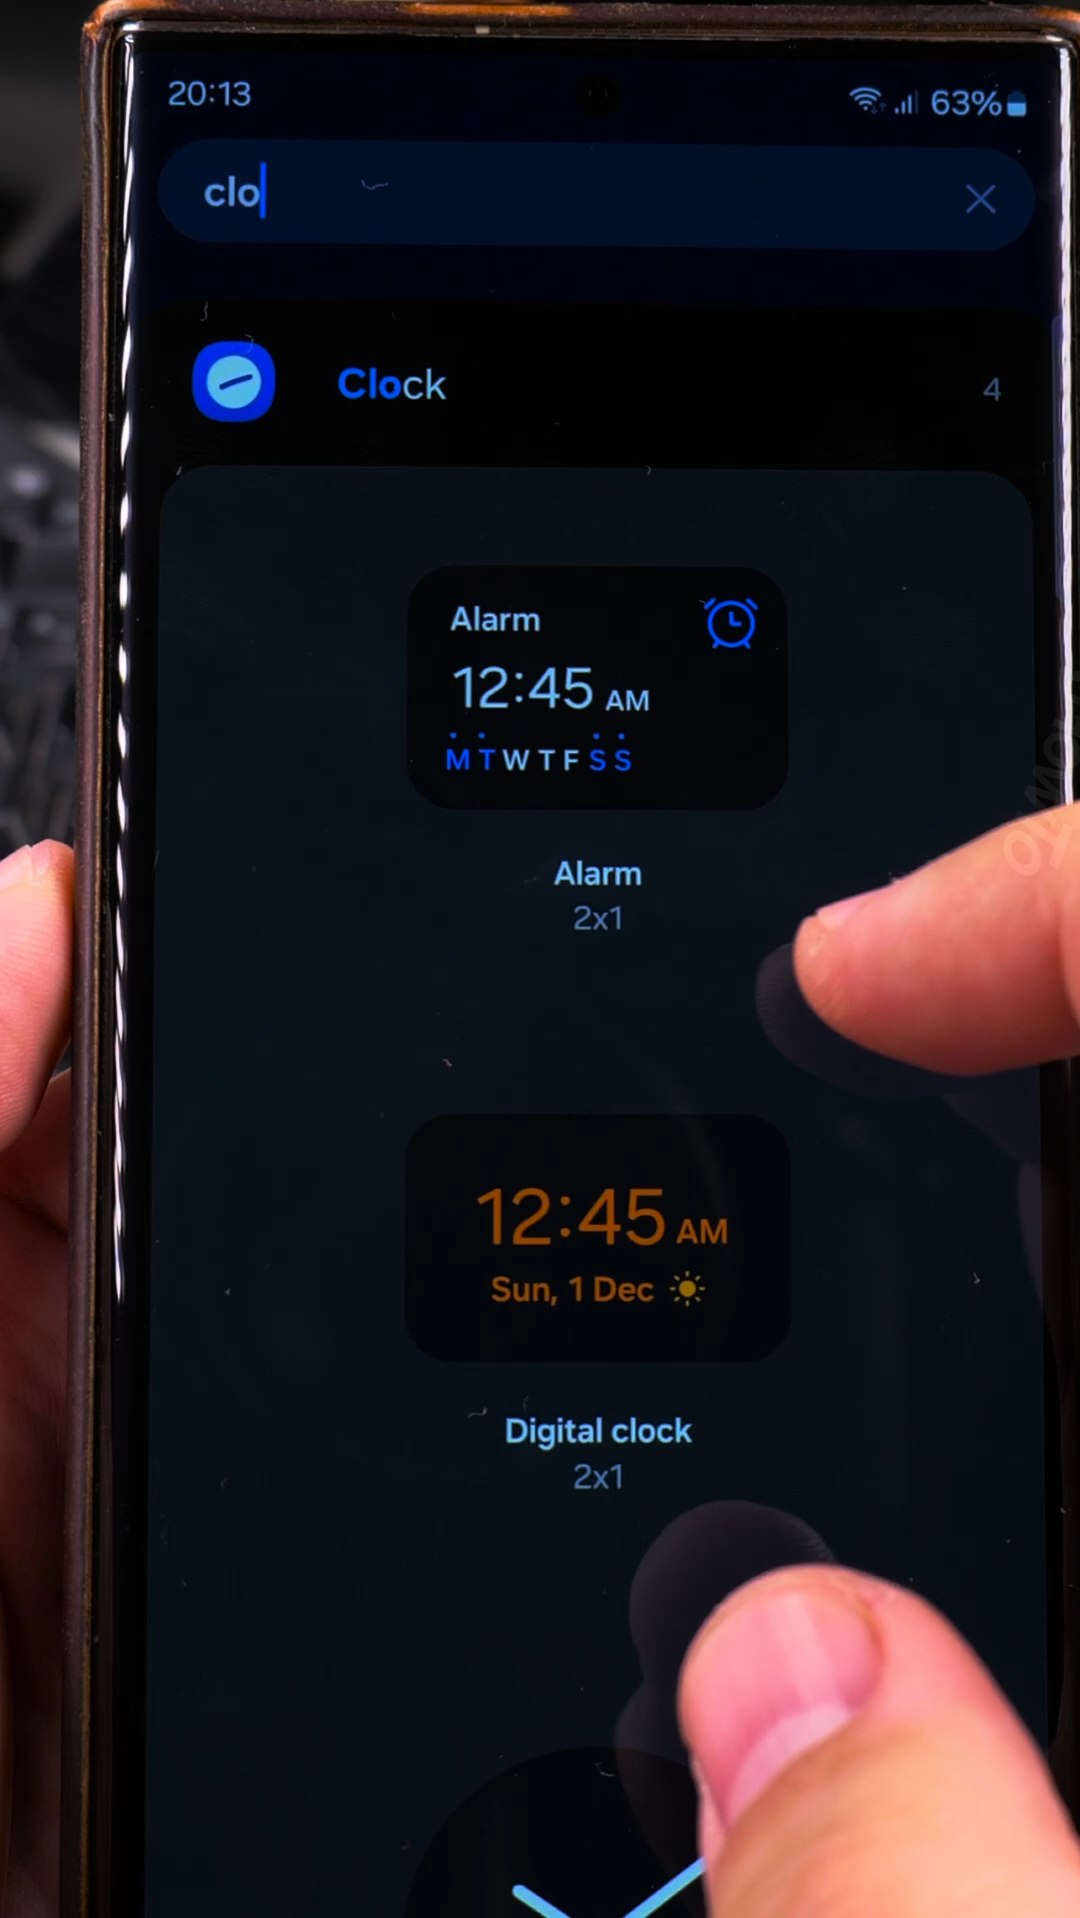 20:13 63%
clo
Clock 4
Alarm
12:45 AM
M T W T F S S
Alarm
2x1
12:45 AM
Sun, 1 Dec
Digital clock
2x1